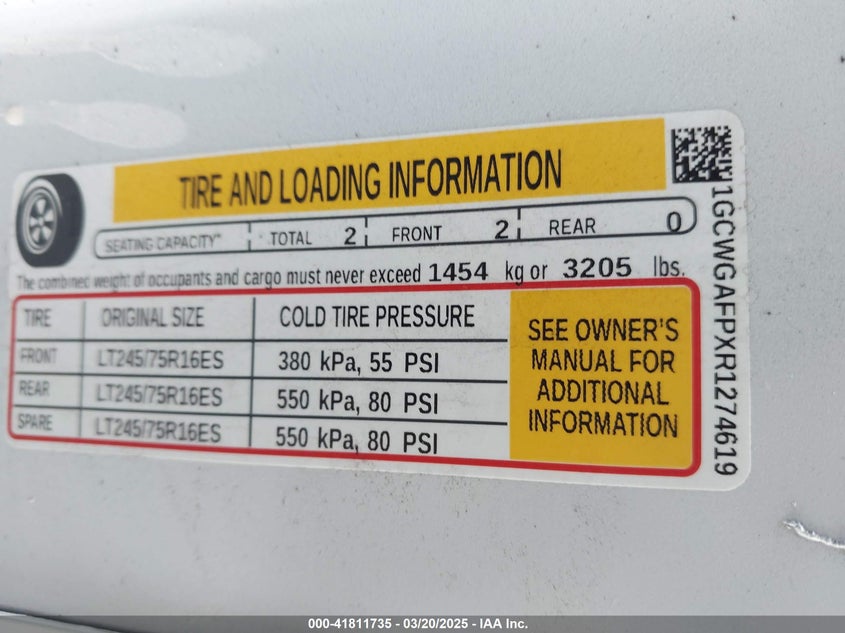 TIRE AND LOADING INFORMATION
SEATING CAPACITY TOTAL 2 FRONT 2 REAR 0
The combined weight of occupants and cargo must never exceed 1454 kg or 3205 lbs.
TIRE ORIGINAL SIZE COLD TIRE PRESSURE
FRONT LT245/75R16ES 380 kPa, 55 PSI
REAR LT245/75R16ES 550 kPa, 80 PSI
SPARE LT245/75R16ES 550 kPa, 80 PSI
SEE OWNER'S
MANUAL FOR
ADDITIONAL
INFORMATION
1GCWGAFPXR1274619
000-41811735 - 03/20/2025 - IAA Inc.